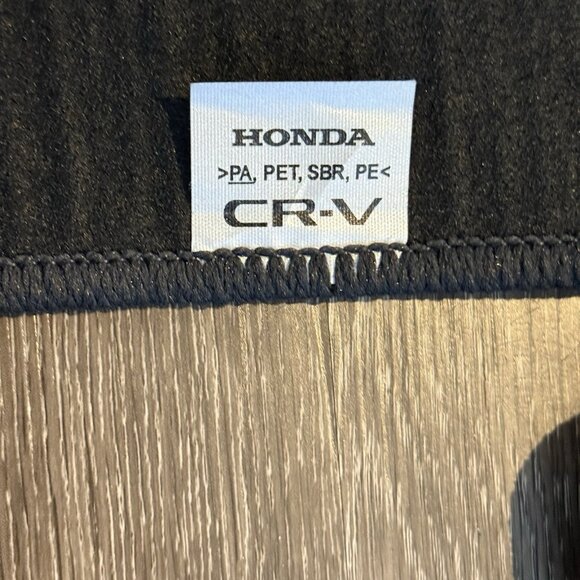 HONDA
>PA, PET, SBR, PE<
CR-V